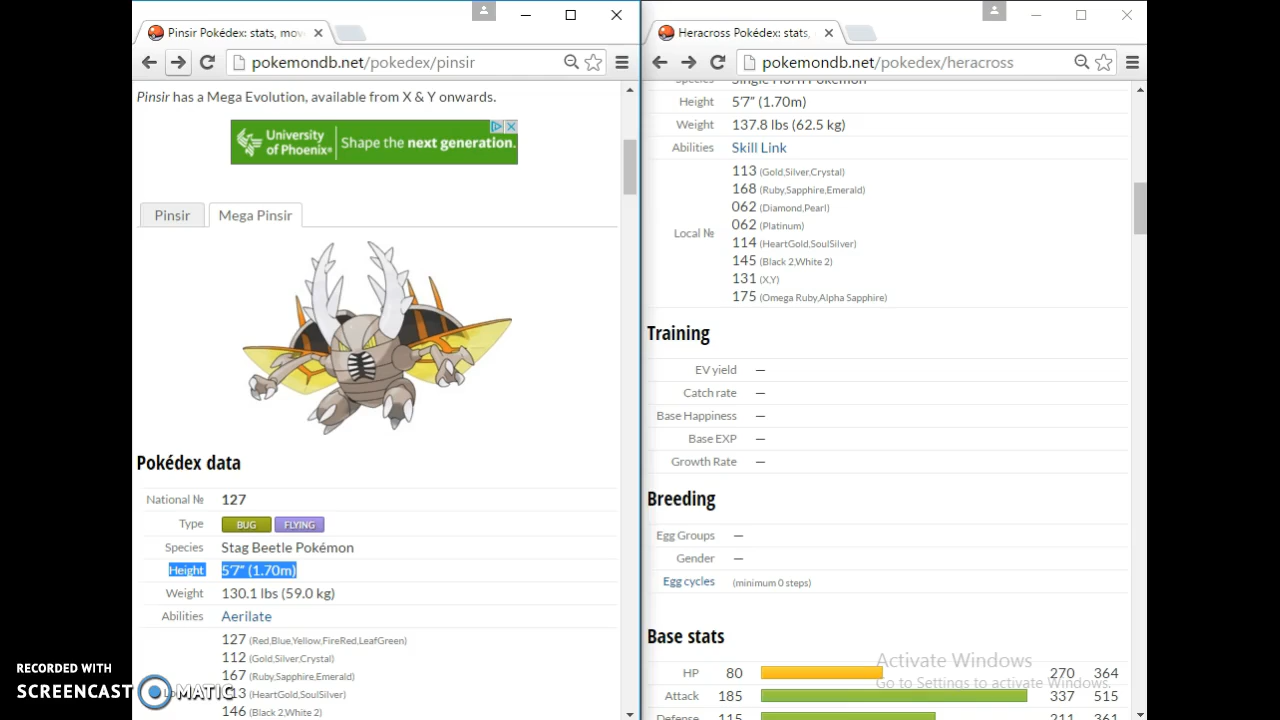 Pinsir Pokédex: stats, mov
pokemondb.net/pokedex/pinsir
Pinsir has a Mega Evolution, available from X & Y onwards.
University of Phoenix®
Shape the next generation.
Pinsir
Mega Pinsir
Pokédex data
National № 127
Type BUG FLYING
Species Stag Beetle Pokémon
Height 5'7" (1.70m)
Weight 130.1 lbs (59.0 kg)
Abilities Aerilate
127 (Red,Blue,Yellow,FireRed,LeafGreen)
112 (Gold,Silver,Crystal)
167 (Ruby,Sapphire,Emerald)
(HeartGold,SoulSilver)
146 (Black 2,White 2)
RECORDED WITH
SCREENCAST MATIC
Heracross Pokédex: stats,
pokemondb.net/pokedex/heracross
Species Single Horn Pokémon
Height 5'7" (1.70m)
Weight 137.8 lbs (62.5 kg)
Abilities Skill Link
Local №
113 (Gold,Silver,Crystal)
168 (Ruby,Sapphire,Emerald)
062 (Diamond,Pearl)
062 (Platinum)
114 (HeartGold,SoulSilver)
145 (Black 2,White 2)
131 (X,Y)
175 (Omega Ruby,Alpha Sapphire)
Training
EV yield —
Catch rate —
Base Happiness —
Base EXP —
Growth Rate —
Breeding
Egg Groups —
Gender —
Egg cycles (minimum 0 steps)
Base stats
HP 80 270 364
Attack 185 337 515
Defense 115 211 361
Activate Windows
Go to Settings to activate Windows.